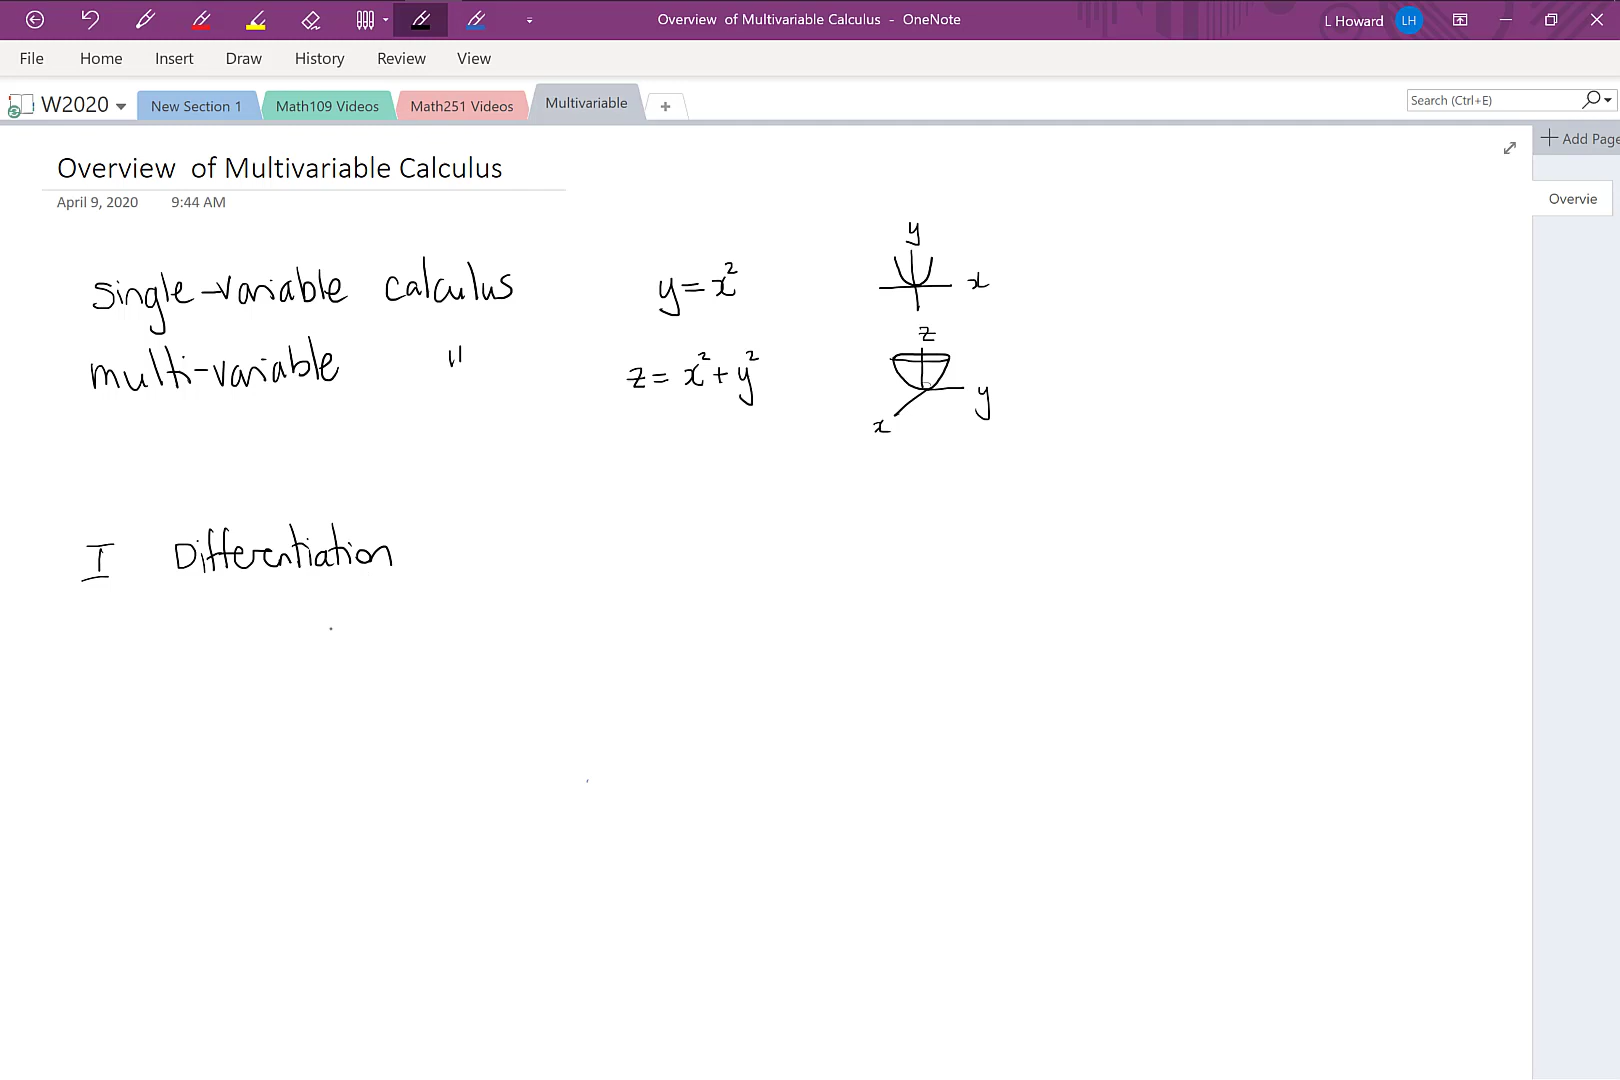 Overview of Multivariable Calculus - OneNote
L Howard LH
File Home Insert Draw History Review View
W2020 New Section 1 Math109 Videos Math251 Videos Multivariable + Search (Ctrl+E)
Add Page
Overview of Multivariable Calculus
Overvie
April 9, 2020 9:44 AM
single-variable calculus y = x² y x
multi-variable " z = x² + y² z y x
I Differentiation